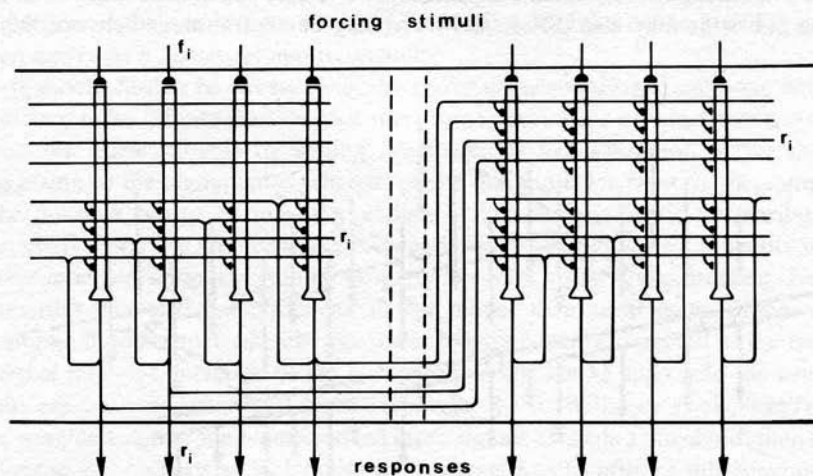 forcing stimuli
f_i
r_i
r_i
r_i
responses